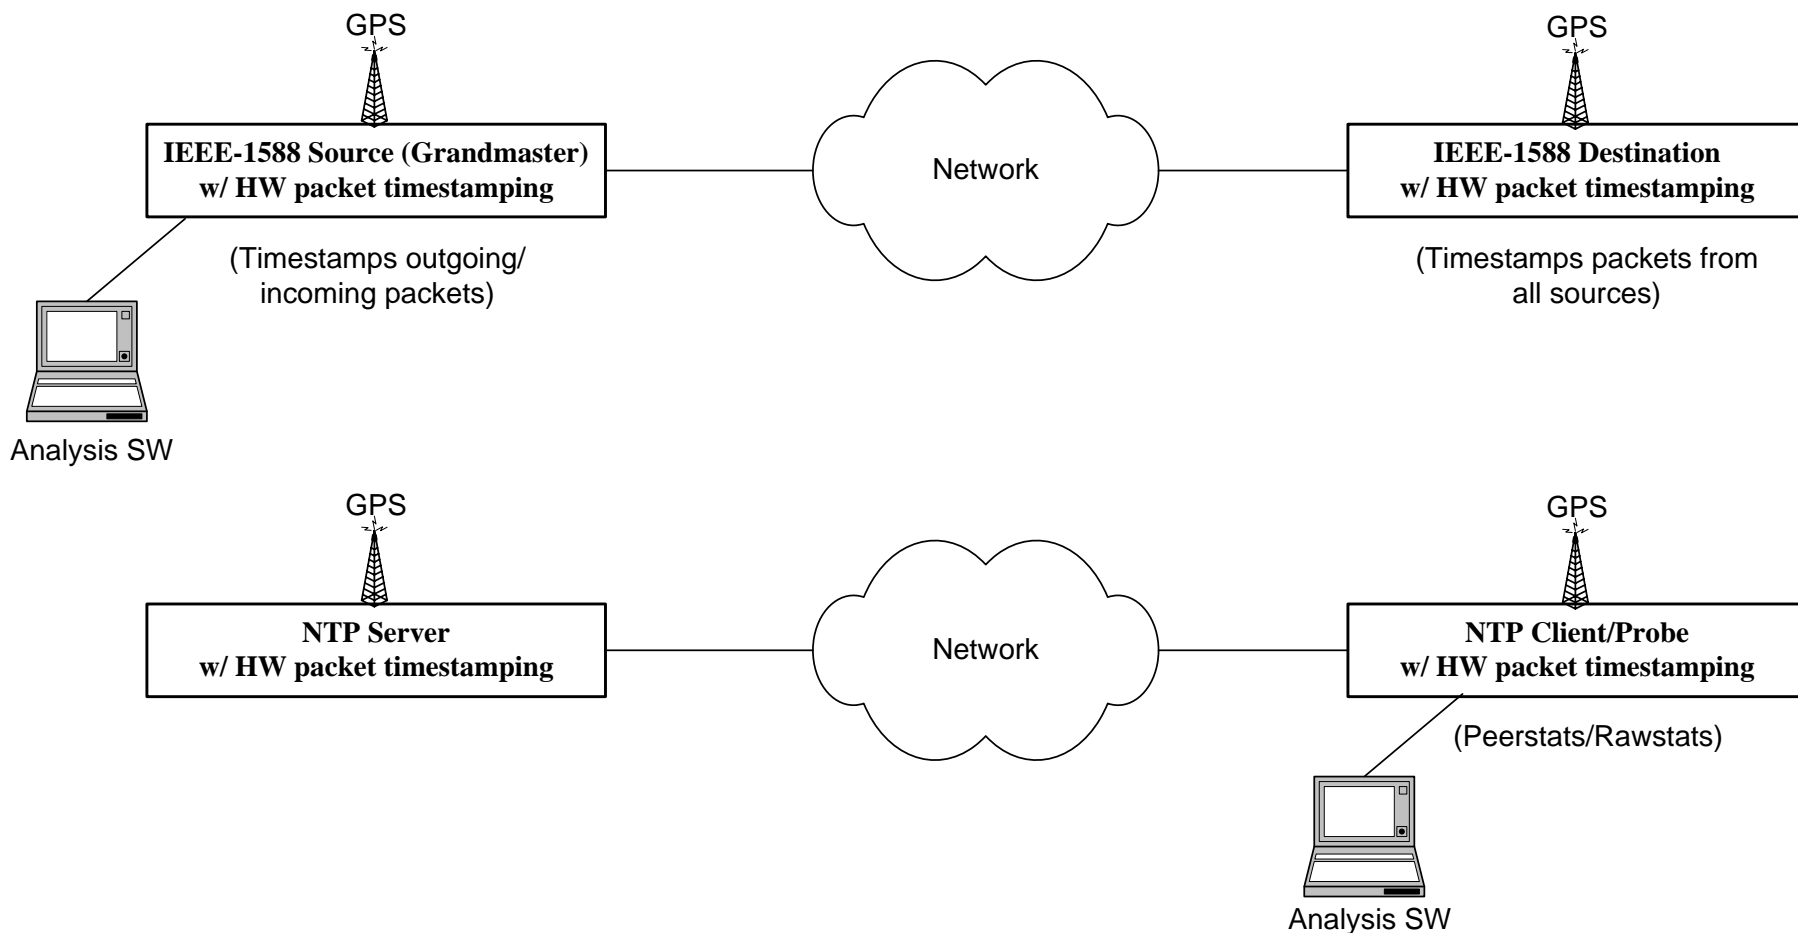 GPS
GPS
IEEE-1588 Source (Grandmaster)
w/ HW packet timestamping
Network
IEEE-1588 Destination
w/ HW packet timestamping
(Timestamps outgoing/
incoming packets)
(Timestamps packets from
all sources)
Analysis SW
GPS
GPS
NTP Server
w/ HW packet timestamping
Network
NTP Client/Probe
w/ HW packet timestamping
(Peerstats/Rawstats)
Analysis SW